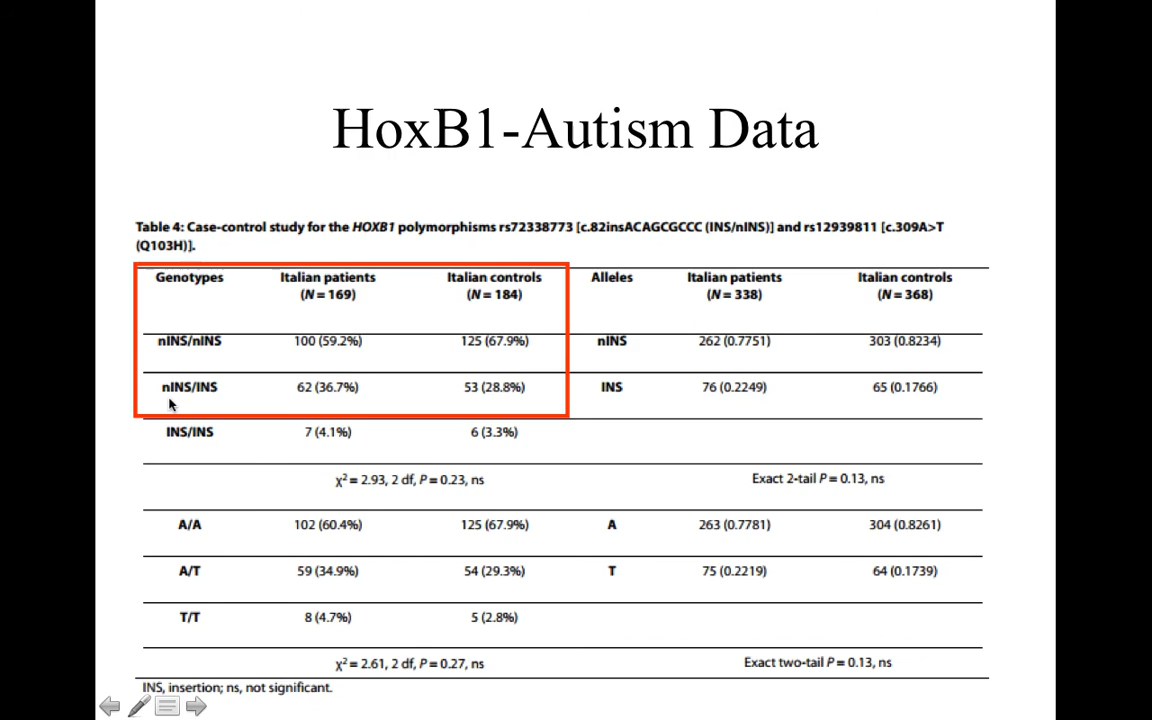 HoxB1-Autism Data
Table 4: Case-control study for the HOXB1 polymorphisms rs72338773 [c.82insACAGCGCCC (INS/nINS)] and rs12939811 [c.309A>T
(Q103H)].
Genotypes Italian patients Italian controls Alleles Italian patients Italian controls
(N = 169) (N = 184) (N = 338) (N = 368)
nINS/nINS 100 (59.2%) 125 (67.9%) nINS 262 (0.7751) 303 (0.8234)
nINS/INS 62 (36.7%) 53 (28.8%) INS 76 (0.2249) 65 (0.1766)
INS/INS 7 (4.1%) 6 (3.3%)
χ² = 2.93, 2 df, P = 0.23, ns Exact 2-tail P = 0.13, ns
A/A 102 (60.4%) 125 (67.9%) A 263 (0.7781) 304 (0.8261)
A/T 59 (34.9%) 54 (29.3%) T 75 (0.2219) 64 (0.1739)
T/T 8 (4.7%) 5 (2.8%)
χ² = 2.61, 2 df, P = 0.27, ns Exact two-tail P = 0.13, ns
INS, insertion; ns, not significant.